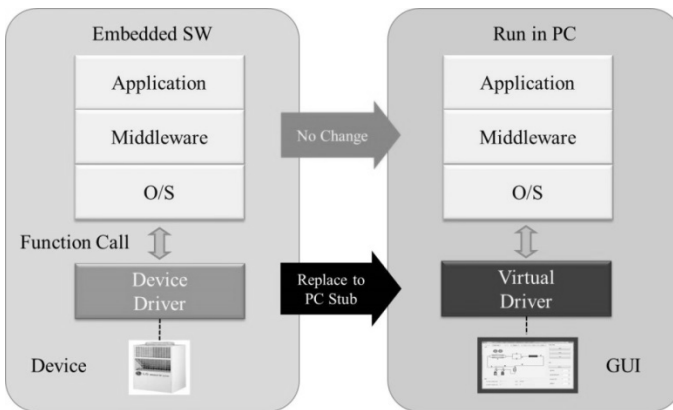 Embedded SW
Application
Middleware
O/S
Function Call
Device
Driver
Device
No Change
Replace to
PC Stub
Run in PC
Application
Middleware
O/S
Virtual
Driver
GUI